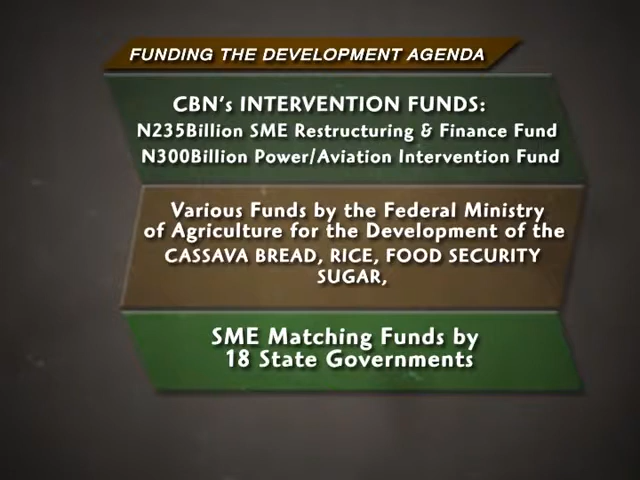 FUNDING THE DEVELOPMENT AGENDA
CBN's INTERVENTION FUNDS:
N235Billion SME Restructuring & Finance Fund
N300Billion Power/Aviation Intervention Fund
Various Funds by the Federal Ministry
of Agriculture for the Development of the
CASSAVA BREAD, RICE, FOOD SECURITY
SUGAR,
SME Matching Funds by
18 State Governments